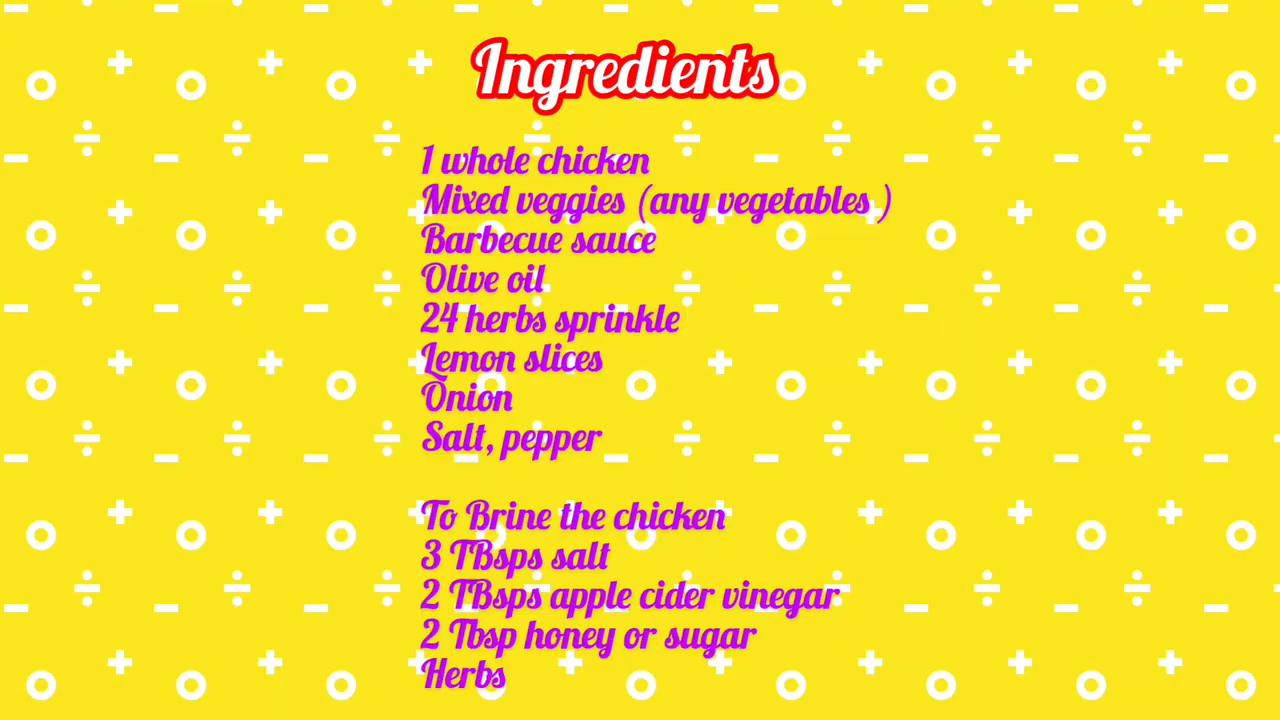 Ingredients
1 whole chicken
Mixed veggies (any vegetables )
Barbecue sauce
Olive oil
24 herbs sprinkle
Lemon slices
Onion
Salt, pepper
To Brine the chicken
3 TBsps salt
2 TBsps apple cider vinegar
2 Tbsp honey or sugar
Herbs